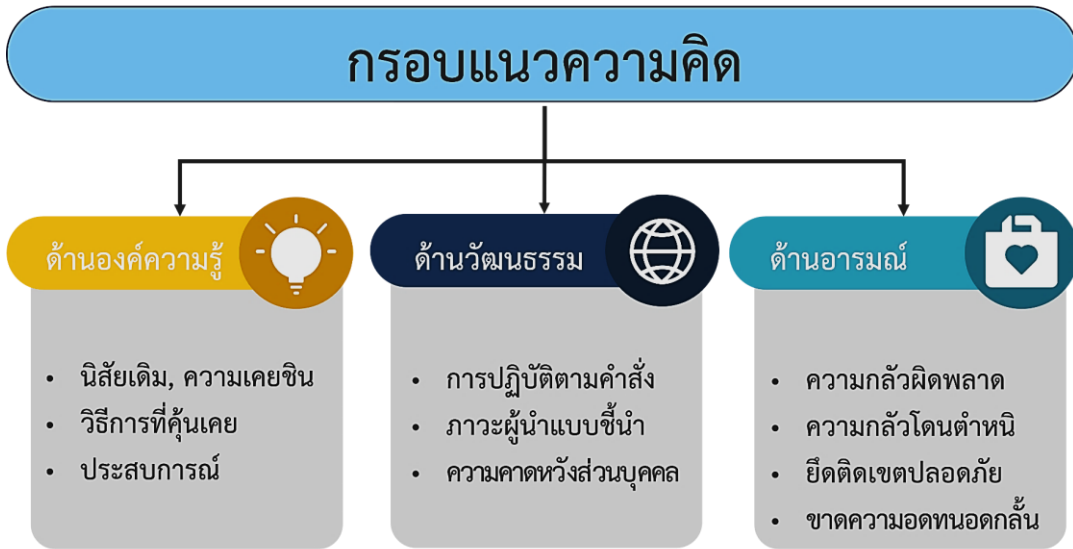 กรอบแนวความคิด
ด้านองค์ความรู้
• นิสัยเดิม, ความเคยชิน
• วิธีการที่คุ้นเคย
• ประสบการณ์
ด้านวัฒนธรรม
• การปฏิบัติตามคำสั่ง
• ภาวะผู้นำแบบชี้นำ
• ความคาดหวังส่วนบุคคล
ด้านอารมณ์
• ความกลัวผิดพลาด
• ความกลัวโดนตำหนิ
• ยึดติดเขตปลอดภัย
• ขาดความอดทนอดกลั้น